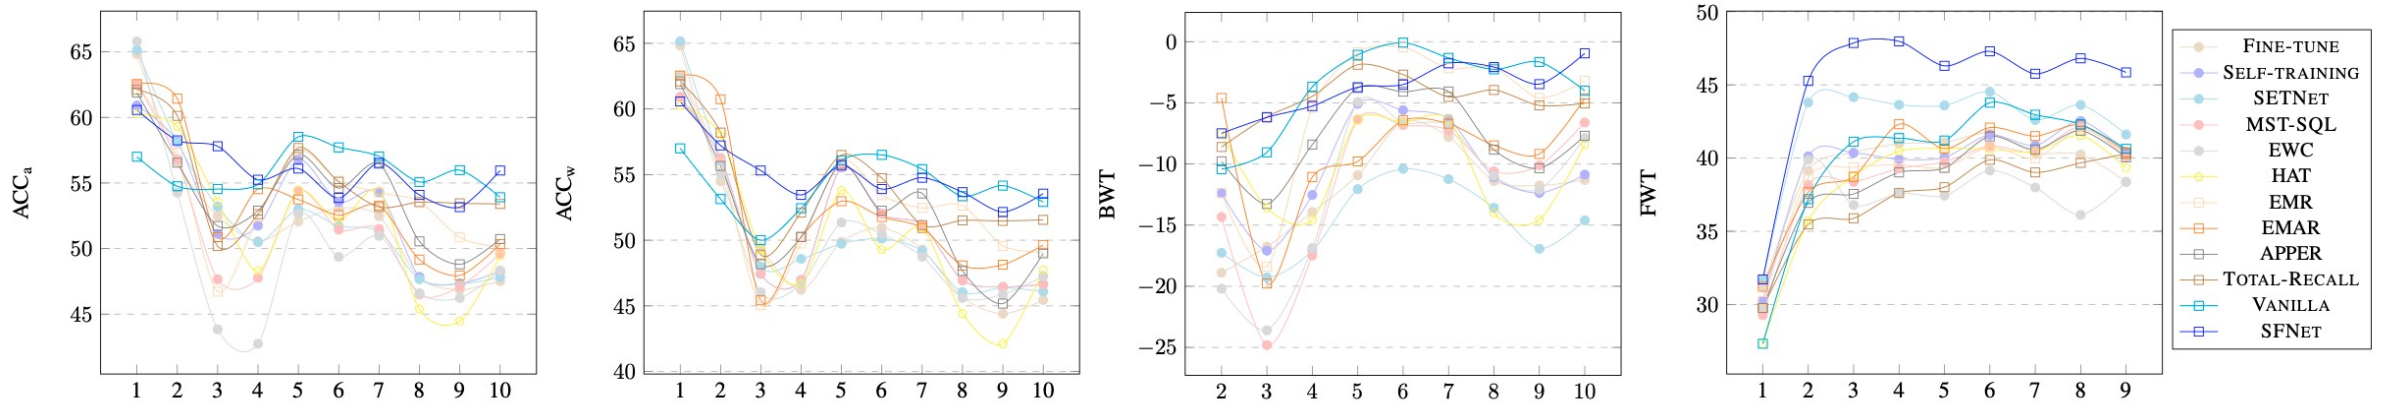 ACCa
65
60
55
50
45
1 2 3 4 5 6 7 8 9 10
ACCw
65
60
55
50
45
40
1 2 3 4 5 6 7 8 9 10
BWT
0
−5
−10
−15
−20
−25
2 3 4 5 6 7 8 9 10
FWT
50
45
40
35
30
1 2 3 4 5 6 7 8 9
FINE-TUNE
SELF-TRAINING
SETNET
MST-SQL
EWC
HAT
EMR
EMAR
APPER
TOTAL-RECALL
VANILLA
SFNET